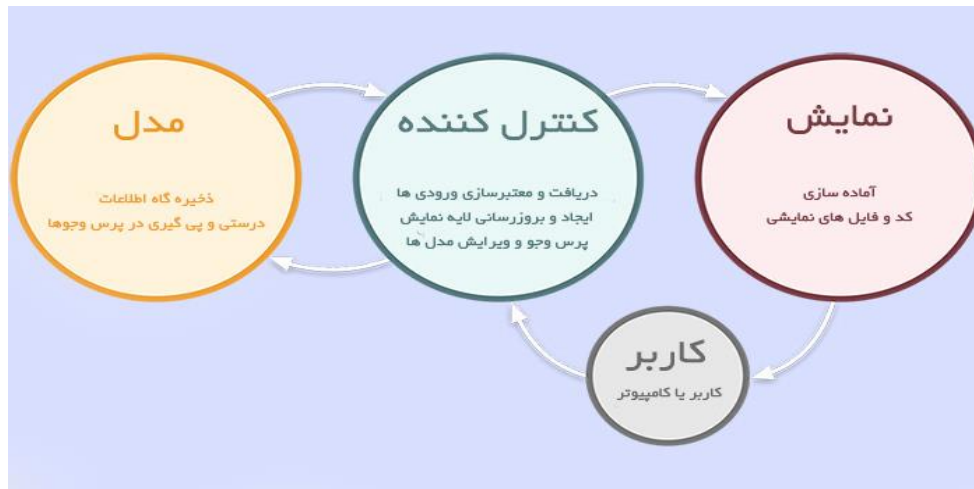 نمایش
آماده سازی
کد و فایل های نمایشی
کنترل کننده
دریافت و معتبرسازی ورودی ها
ایجاد و بروزرسانی لایه نمایش
پرس وجو و ویرایش مدل ها
مدل
ذخیره گاه اطلاعات
درستی و پی گیری در پرس وجوها
کاربر
کاربر یا کامپیوتر